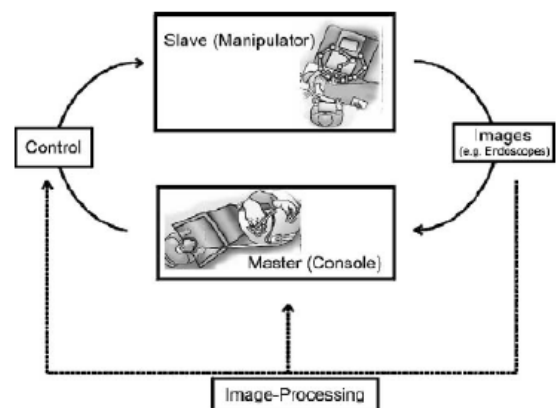 Slave (Manipulator)
Control
Images
(e.g. Endoscopes)
Master (Console)
Image-Processing